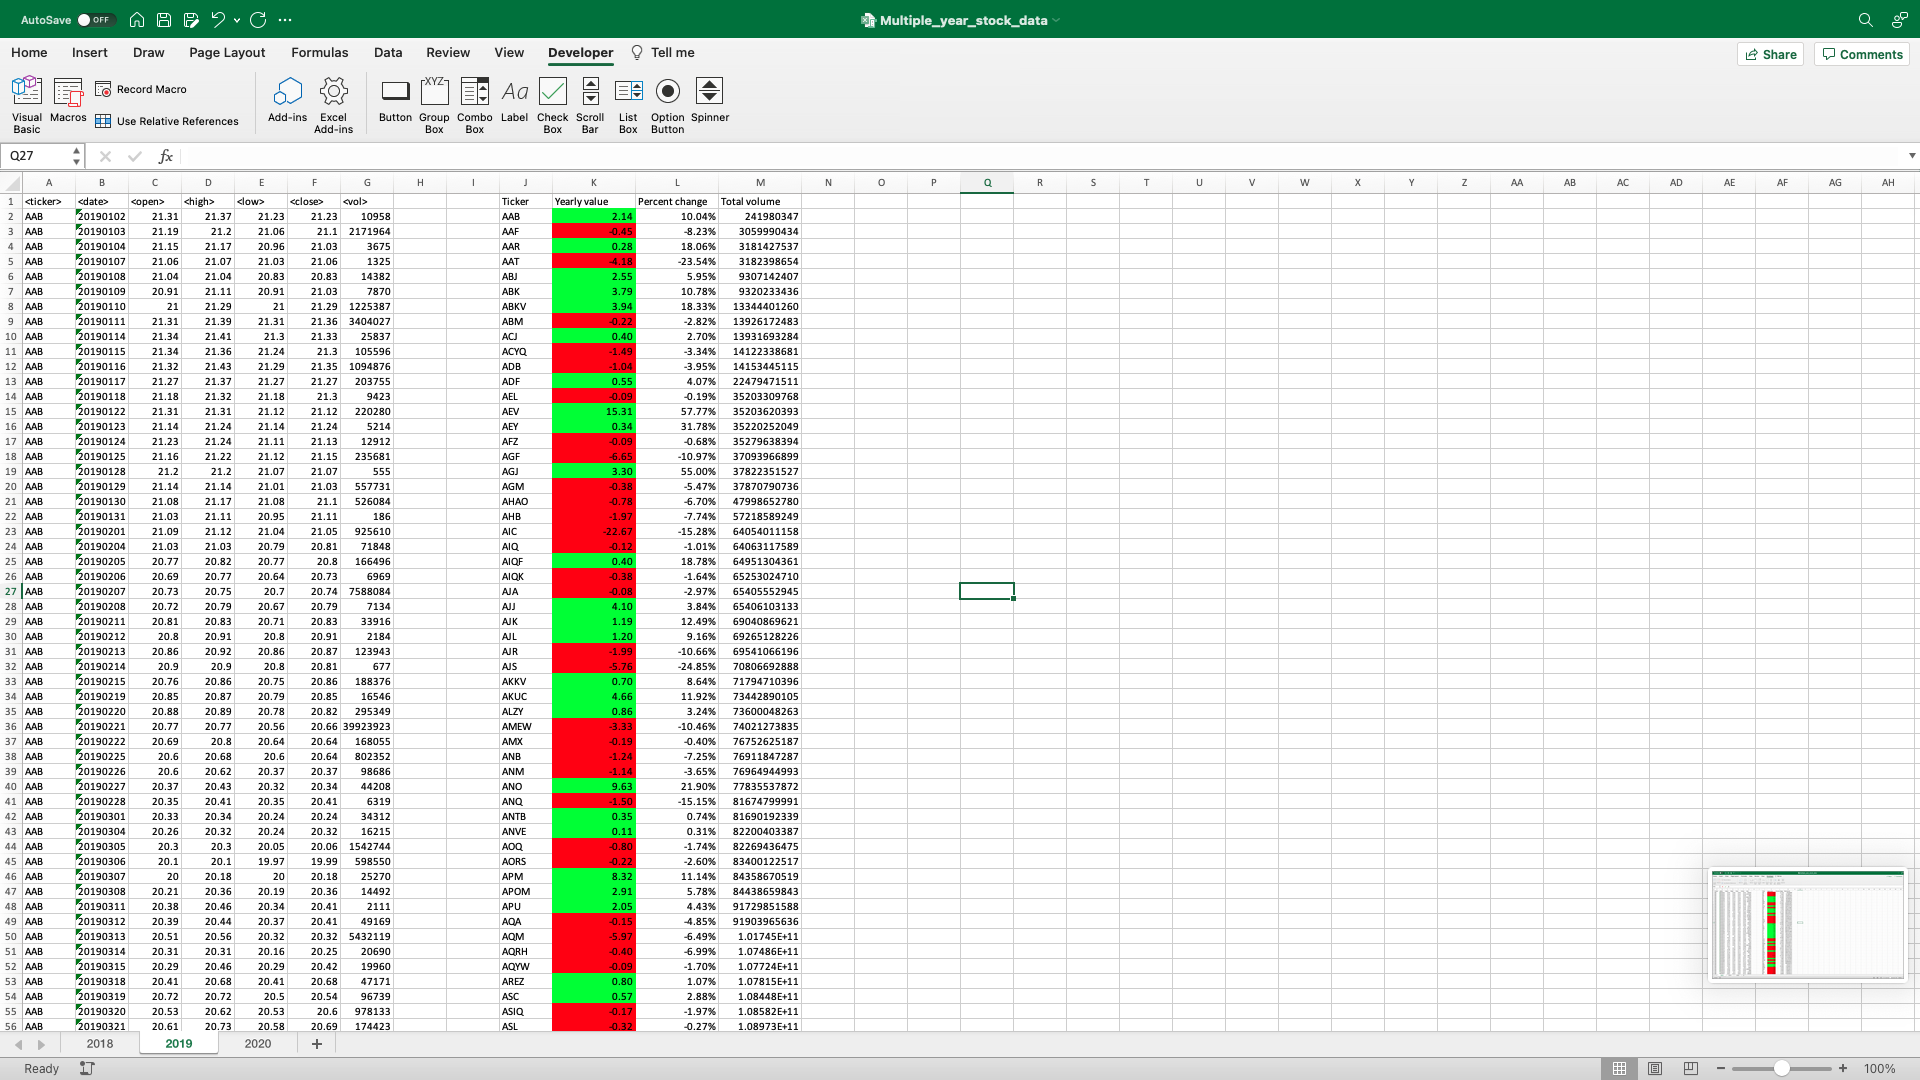 AutoSave OFF
Multiple_year_stock_data
Home Insert Draw Page Layout Formulas Data Review View Developer Tell me Share Comments
Visual Basic Macros Record Macro Use Relative References Add-ins Excel Add-ins Button Group Box Combo Box Label Check Box Scroll Bar List Box Option Button Spinner
Q27 fx
A B C D E F G H I J K L M N O P Q R S T U V W X Y Z AA AB AC AD AE AF AG AH
1 <ticker> <date> <open> <high> <low> <close> <vol> Ticker Yearly value Percent change Total volume
2 AAB 20190102 21.31 21.37 21.23 21.23 10958 AAB 2.14 10.04% 241980347
3 AAB 20190103 21.19 21.2 21.06 21.1 2171964 AAF -0.45 -8.23% 3059990434
4 AAB 20190104 21.15 21.17 20.96 21.03 3675 AAR 0.28 18.06% 3181427537
5 AAB 20190107 21.06 21.07 21.03 21.06 1325 AAT -4.18 -23.54% 3182398654
6 AAB 20190108 21.04 21.04 20.83 20.83 14382 ABJ 2.55 5.95% 9307142407
7 AAB 20190109 20.91 21.11 20.91 21.03 7870 ABK 3.79 10.78% 9320233436
8 AAB 20190110 21 21.29 21 21.29 1225387 ABKV 3.94 18.33% 13344401260
9 AAB 20190111 21.31 21.39 21.31 21.36 3404027 ABM -0.22 -2.82% 13926172483
10 AAB 20190114 21.34 21.41 21.3 21.33 25837 ACJ 0.40 2.70% 13931693284
11 AAB 20190115 21.34 21.36 21.24 21.3 105596 ACYQ -1.49 -3.34% 14122338681
12 AAB 20190116 21.32 21.43 21.29 21.35 1094876 ADB -1.04 -3.95% 14153445115
13 AAB 20190117 21.27 21.37 21.27 21.27 203755 ADF 0.55 4.07% 22479471511
14 AAB 20190118 21.18 21.32 21.18 21.3 9423 AEL -0.09 -0.19% 35203309768
15 AAB 20190122 21.31 21.31 21.12 21.12 220280 AEV 15.31 57.77% 35203620393
16 AAB 20190123 21.14 21.24 21.14 21.24 5214 AEY 0.34 31.78% 35220252049
17 AAB 20190124 21.23 21.24 21.11 21.13 12912 AFZ -0.09 -0.68% 35279638394
18 AAB 20190125 21.16 21.22 21.12 21.15 235681 AGF -6.65 -10.97% 37093966899
19 AAB 20190128 21.2 21.2 21.07 21.07 555 AGJ 3.30 55.00% 37822351527
20 AAB 20190129 21.14 21.14 21.01 21.03 557731 AGM -0.38 -5.47% 37870790736
21 AAB 20190130 21.08 21.17 21.08 21.1 526084 AHAO -0.78 -6.70% 47998652780
22 AAB 20190131 21.03 21.11 20.95 21.11 186 AHB -1.97 -7.74% 57218589249
23 AAB 20190201 21.09 21.12 21.04 21.05 925610 AIC -22.67 -15.28% 64054011158
24 AAB 20190204 21.03 21.03 20.79 20.81 71848 AIQ -0.12 -1.01% 64063117589
25 AAB 20190205 20.77 20.82 20.77 20.8 166496 AIQF 0.40 18.78% 64951304361
26 AAB 20190206 20.69 20.77 20.64 20.73 6969 AIQK -0.38 -1.64% 65253024710
27 AAB 20190207 20.73 20.75 20.7 20.74 7588084 AJA -0.08 -2.97% 65405552945
28 AAB 20190208 20.72 20.79 20.67 20.79 7134 AJJ 4.10 3.84% 65406103133
29 AAB 20190211 20.81 20.83 20.71 20.83 33916 AJK 1.19 12.49% 69040869621
30 AAB 20190212 20.8 20.91 20.8 20.91 2184 AJL 1.20 9.16% 69265128226
31 AAB 20190213 20.86 20.92 20.86 20.87 123943 AJR -1.99 -10.66% 69541066196
32 AAB 20190214 20.9 20.9 20.8 20.81 677 AJS -5.76 -24.85% 70806692888
33 AAB 20190215 20.76 20.86 20.75 20.86 188376 AKKV 0.70 8.64% 71794710396
34 AAB 20190219 20.85 20.87 20.79 20.85 16546 AKUC 4.66 11.92% 73442890105
35 AAB 20190220 20.88 20.89 20.78 20.82 295349 ALZY 0.86 3.24% 73600048263
36 AAB 20190221 20.77 20.77 20.56 20.66 39923923 AMEW -3.33 -10.46% 74021273835
37 AAB 20190222 20.69 20.8 20.64 20.64 168055 AMX -0.19 -0.40% 76752625187
38 AAB 20190225 20.6 20.68 20.6 20.64 802352 ANB -1.24 -7.25% 76911847287
39 AAB 20190226 20.6 20.62 20.37 20.37 98686 ANM -1.14 -3.65% 76964944993
40 AAB 20190227 20.37 20.43 20.32 20.34 44208 ANO 9.63 21.90% 77835537872
41 AAB 20190228 20.35 20.41 20.35 20.41 6319 ANQ -1.50 -15.15% 81674799991
42 AAB 20190301 20.33 20.34 20.24 20.24 34312 ANTB 0.35 0.74% 81690192339
43 AAB 20190304 20.26 20.32 20.24 20.32 16215 ANVE 0.11 0.31% 82200403387
44 AAB 20190305 20.3 20.3 20.05 20.06 1542744 AOQ -0.80 -1.74% 82269436475
45 AAB 20190306 20.1 20.1 19.97 19.99 598550 AORS -0.22 -2.60% 83400122517
46 AAB 20190307 20 20.18 20 20.18 25270 APM 8.32 11.14% 84358670519
47 AAB 20190308 20.21 20.36 20.19 20.36 14492 APOM 2.91 5.78% 84438659843
48 AAB 20190311 20.38 20.46 20.34 20.41 2111 APU 2.05 4.43% 91729851588
49 AAB 20190312 20.39 20.44 20.37 20.41 49169 AQA -0.15 -4.85% 91903965636
50 AAB 20190313 20.51 20.56 20.32 20.32 5432119 AQM -5.97 -6.49% 1.01745E+11
51 AAB 20190314 20.31 20.31 20.16 20.25 20690 AQRH -0.40 -6.99% 1.07486E+11
52 AAB 20190315 20.29 20.46 20.29 20.42 19960 AQYW -0.09 -1.70% 1.07724E+11
53 AAB 20190318 20.41 20.68 20.41 20.68 47171 AREZ 0.80 1.07% 1.07815E+11
54 AAB 20190319 20.72 20.72 20.5 20.54 96739 ASC 0.57 2.88% 1.08448E+11
55 AAB 20190320 20.53 20.62 20.53 20.6 978133 ASIQ -0.17 -1.97% 1.08582E+11
56 AAB 20190321 20.61 20.73 20.58 20.69 174423 ASL -0.32 -0.27% 1.08973E+11
2018 2019 2020 +
Ready 100%